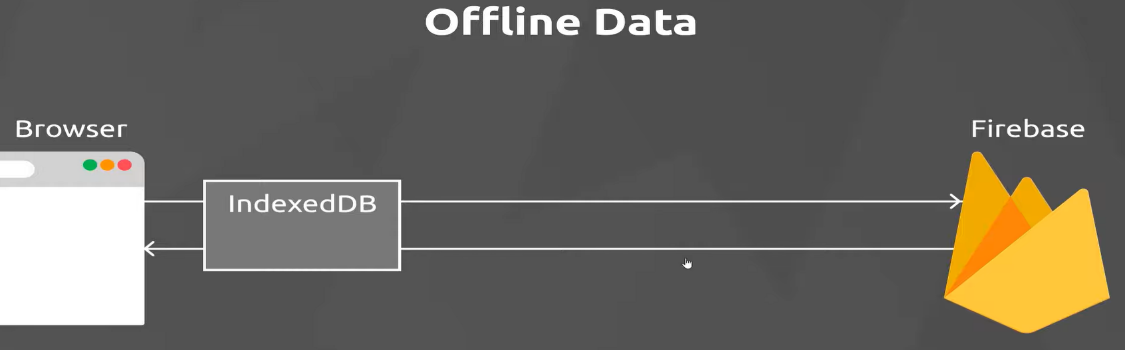 Offline Data
Browser
Firebase
IndexedDB